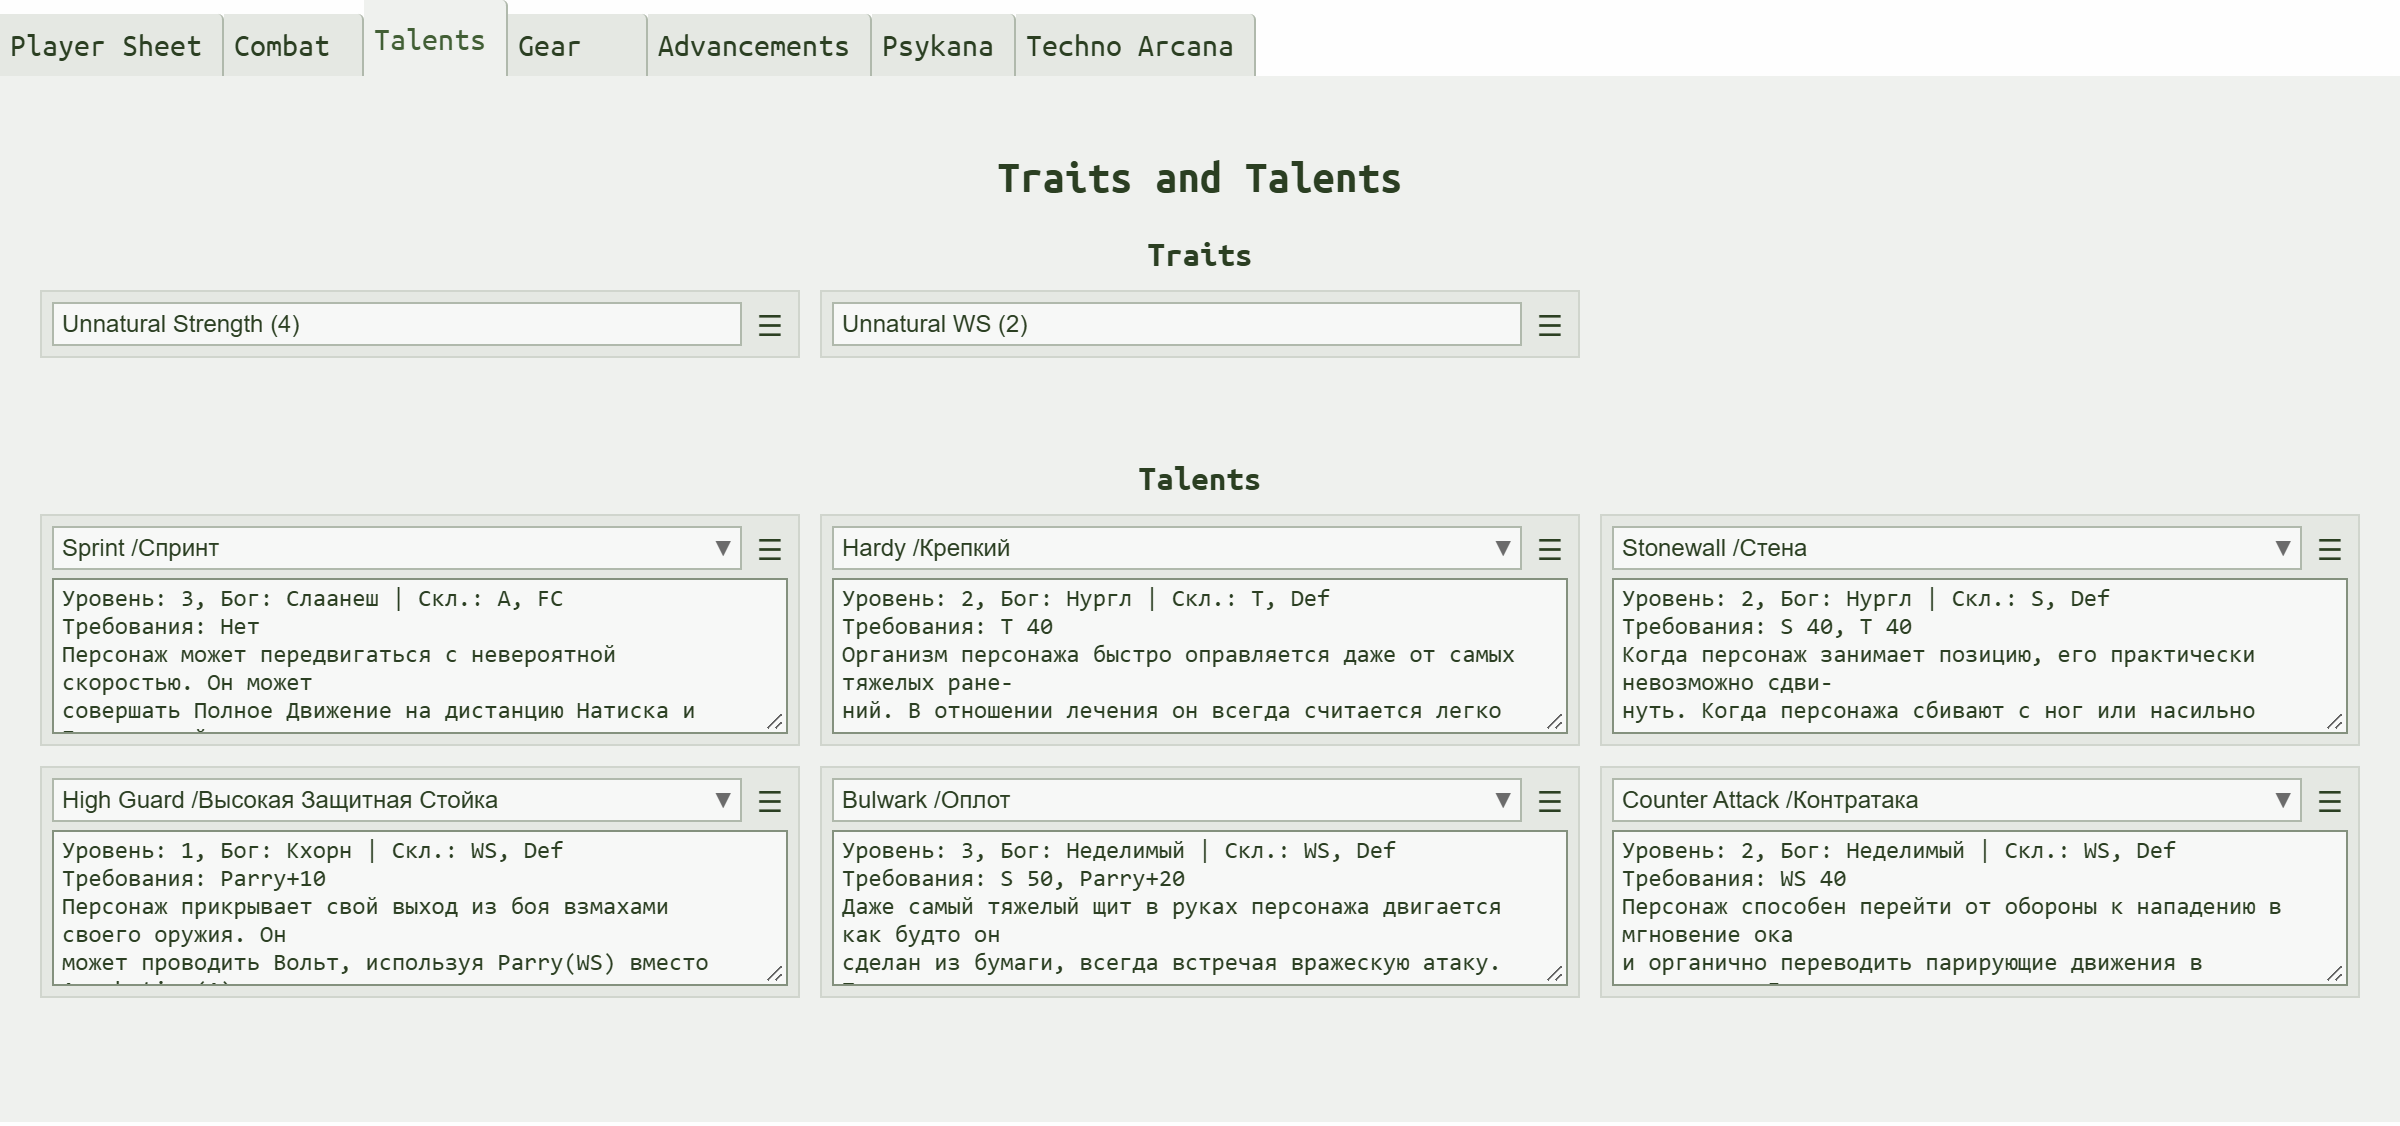 Player Sheet
Combat
Talents
Gear
Advancements
Psykana
Techno Arcana
Traits and Talents
Traits
Unnatural Strength (4)
☰
Unnatural WS (2)
☰
Talents
Sprint /Спринт
▼
☰
Уровень: 3, Бог: Слаанеш | Скл.: A, FC
Требования: Нет
Персонаж может передвигаться с невероятной
скоростью. Он может
совершать Полное Движение на дистанцию Натиска и
Hardy /Крепкий
▼
☰
Уровень: 2, Бог: Нургл | Скл.: T, Def
Требования: T 40
Организм персонажа быстро оправляется даже от самых
тяжелых ране-
ний. В отношении лечения он всегда считается легко
Stonewall /Стена
▼
☰
Уровень: 2, Бог: Нургл | Скл.: S, Def
Требования: S 40, T 40
Когда персонаж занимает позицию, его практически
невозможно сдви-
нуть. Когда персонажа сбивают с ног или насильно
High Guard /Высокая Защитная Стойка
▼
☰
Уровень: 1, Бог: Кхорн | Скл.: WS, Def
Требования: Parry+10
Персонаж прикрывает свой выход из боя взмахами
своего оружия. Он
может проводить Вольт, используя Parry(WS) вместо
Bulwark /Оплот
▼
☰
Уровень: 3, Бог: Неделимый | Скл.: WS, Def
Требования: S 50, Parry+20
Даже самый тяжелый щит в руках персонажа двигается
как будто он
сделан из бумаги, всегда встречая вражескую атаку.
Counter Attack /Контратака
▼
☰
Уровень: 2, Бог: Неделимый | Скл.: WS, Def
Требования: WS 40
Персонаж способен перейти от обороны к нападению в
мгновение ока
и органично переводить парирующие движения в